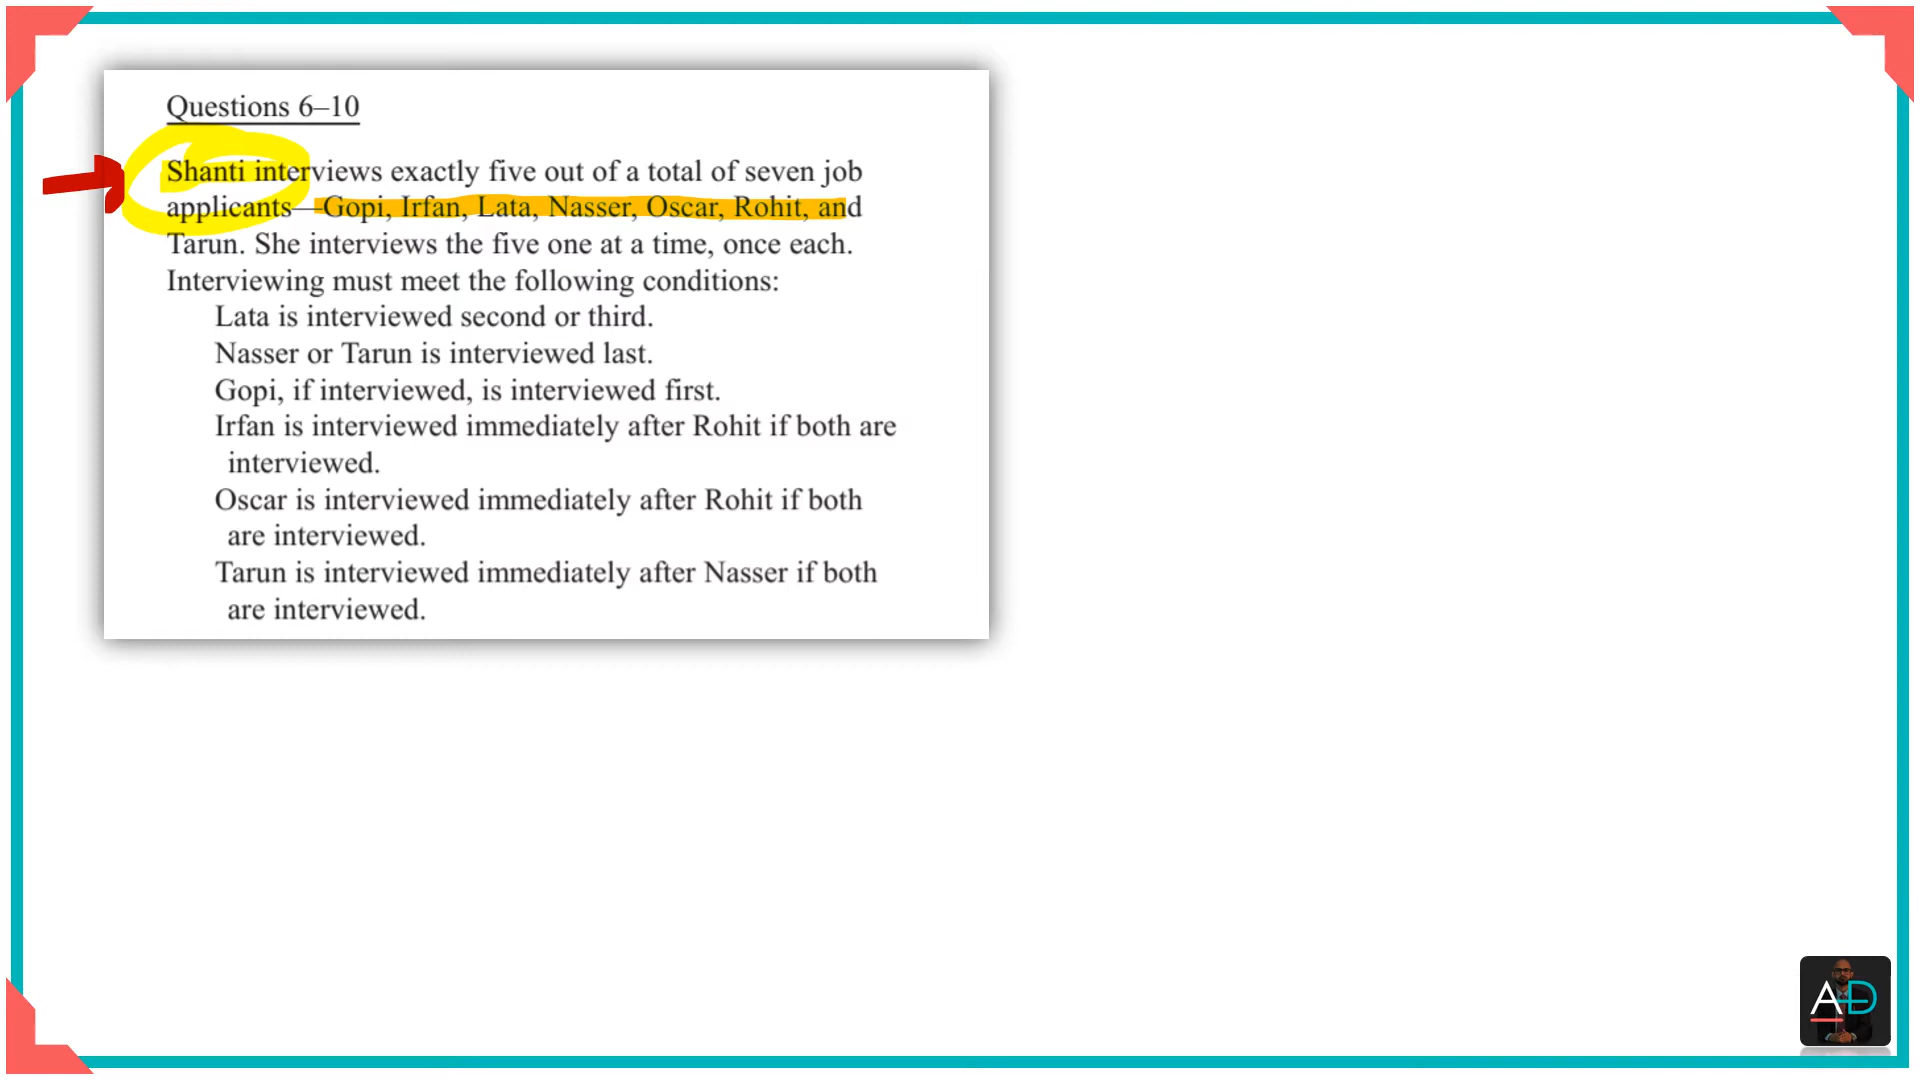 Questions 6–10
Shanti interviews exactly five out of a total of seven job
applicants—Gopi, Irfan, Lata, Nasser, Oscar, Rohit, and
Tarun. She interviews the five one at a time, once each.
Interviewing must meet the following conditions:
Lata is interviewed second or third.
Nasser or Tarun is interviewed last.
Gopi, if interviewed, is interviewed first.
Irfan is interviewed immediately after Rohit if both are
interviewed.
Oscar is interviewed immediately after Rohit if both
are interviewed.
Tarun is interviewed immediately after Nasser if both
are interviewed.
AD